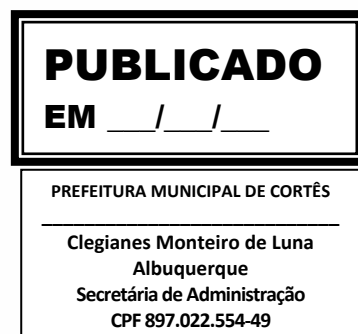 PUBLICADO
EM ___/___/___
PREFEITURA MUNICIPAL DE CORTÊS
______________________________
Clegianes Monteiro de Luna
Albuquerque
Secretária de Administração
CPF 897.022.554-49